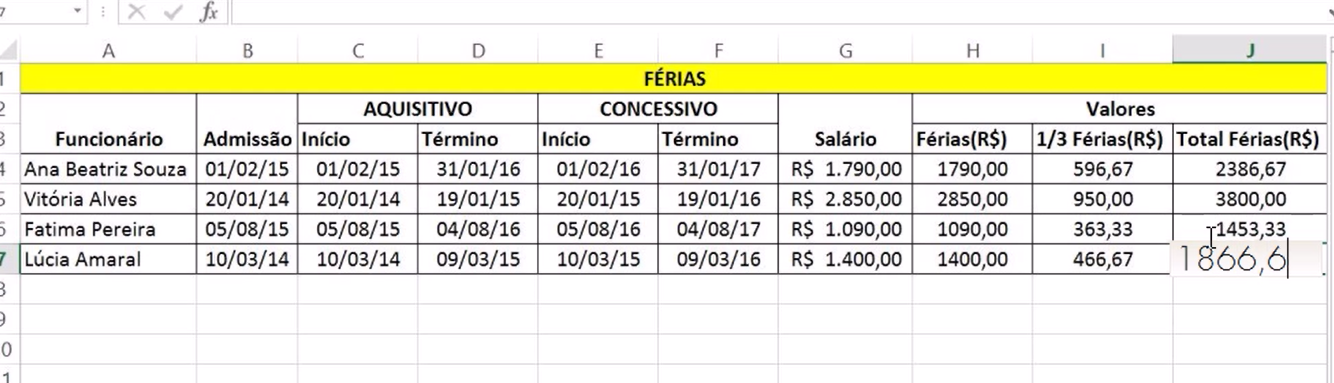 fx
A B C D E F G H I J
1 FÉRIAS
2 AQUISITIVO CONCESSIVO Valores
3 Funcionário Admissão Início Término Início Término Salário Férias(R$) 1/3 Férias(R$) Total Férias(R$)
4 Ana Beatriz Souza 01/02/15 01/02/15 31/01/16 01/02/16 31/01/17 R$ 1.790,00 1790,00 596,67 2386,67
5 Vitória Alves 20/01/14 20/01/14 19/01/15 20/01/15 19/01/16 R$ 2.850,00 2850,00 950,00 3800,00
6 Fatima Pereira 05/08/15 05/08/15 04/08/16 05/08/16 04/08/17 R$ 1.090,00 1090,00 363,33 1453,33
7 Lúcia Amaral 10/03/14 10/03/14 09/03/15 10/03/15 09/03/16 R$ 1.400,00 1400,00 466,67 1866,6
8
9
0
1